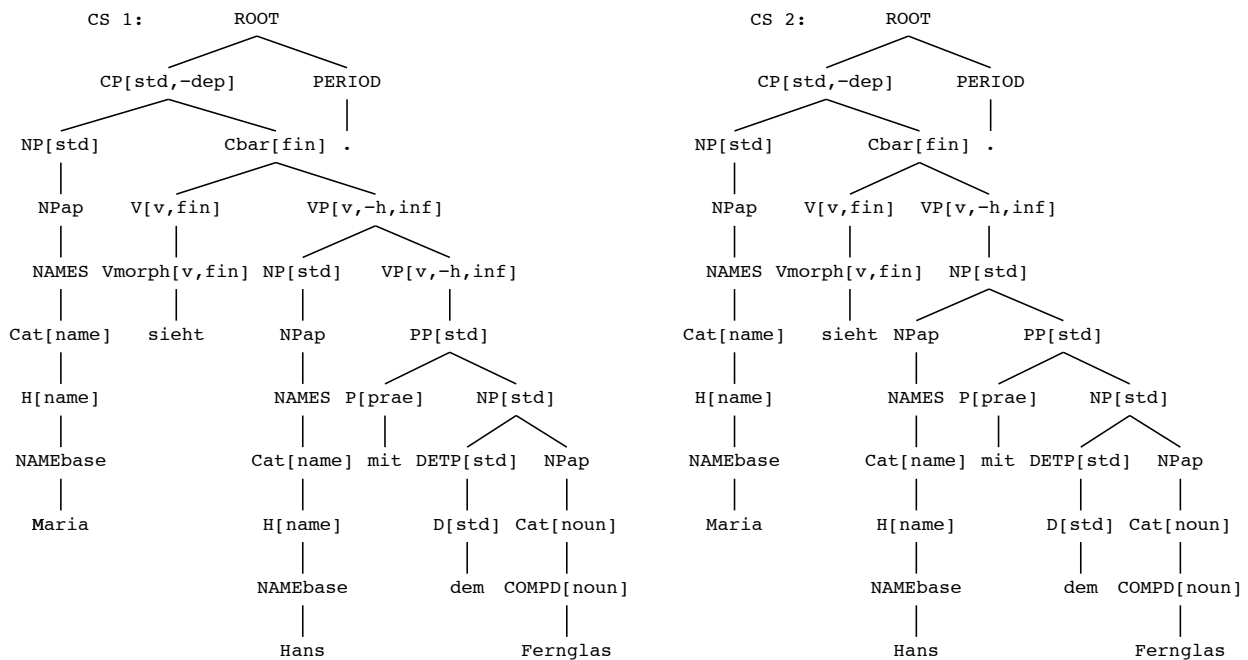 CS 1: ROOT CS 2: ROOT
CP[std,−dep] PERIOD CP[std,−dep] PERIOD
NP[std] Cbar[fin] . NP[std] Cbar[fin] .
NPap V[v,fin] VP[v,−h,inf] NPap V[v,fin] VP[v,−h,inf]
NAMES Vmorph[v,fin] NP[std] VP[v,−h,inf] NAMES Vmorph[v,fin] NP[std]
Cat[name] sieht NPap PP[std] Cat[name] sieht NPap PP[std]
H[name] NAMES P[prae] NP[std] H[name] NAMES P[prae] NP[std]
NAMEbase Cat[name] mit DETP[std] NPap NAMEbase Cat[name] mit DETP[std] NPap
Maria H[name] D[std] Cat[noun] Maria H[name] D[std] Cat[noun]
NAMEbase dem COMPD[noun] NAMEbase dem COMPD[noun]
Hans Fernglas Hans Fernglas